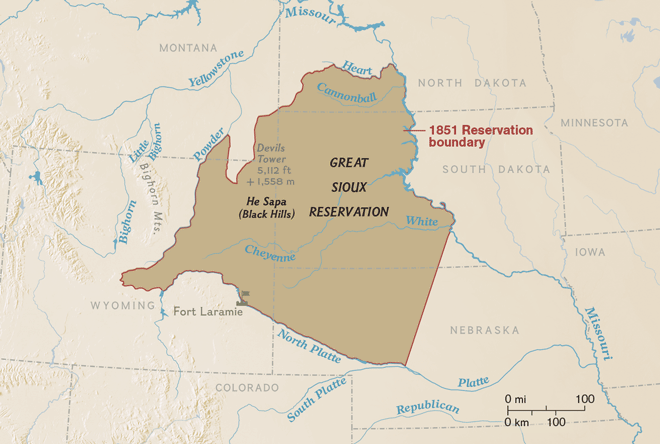 Missouri
MONTANA
Yellowstone
Heart
NORTH DAKOTA
Cannonball
MINNESOTA
1851 Reservation
boundary
Powder
Little
Bighorn
Devils
Tower
5,112 ft
+1,558 m
GREAT
SIOUX
RESERVATION
SOUTH DAKOTA
Bighorn Mts.
He Sapa
(Black Hills)
Bighorn
White
Cheyenne
IOWA
WYOMING
Fort Laramie
Missouri
NEBRASKA
North Platte
COLORADO
South Platte
Platte
Republican
0 mi 100
0 km 100